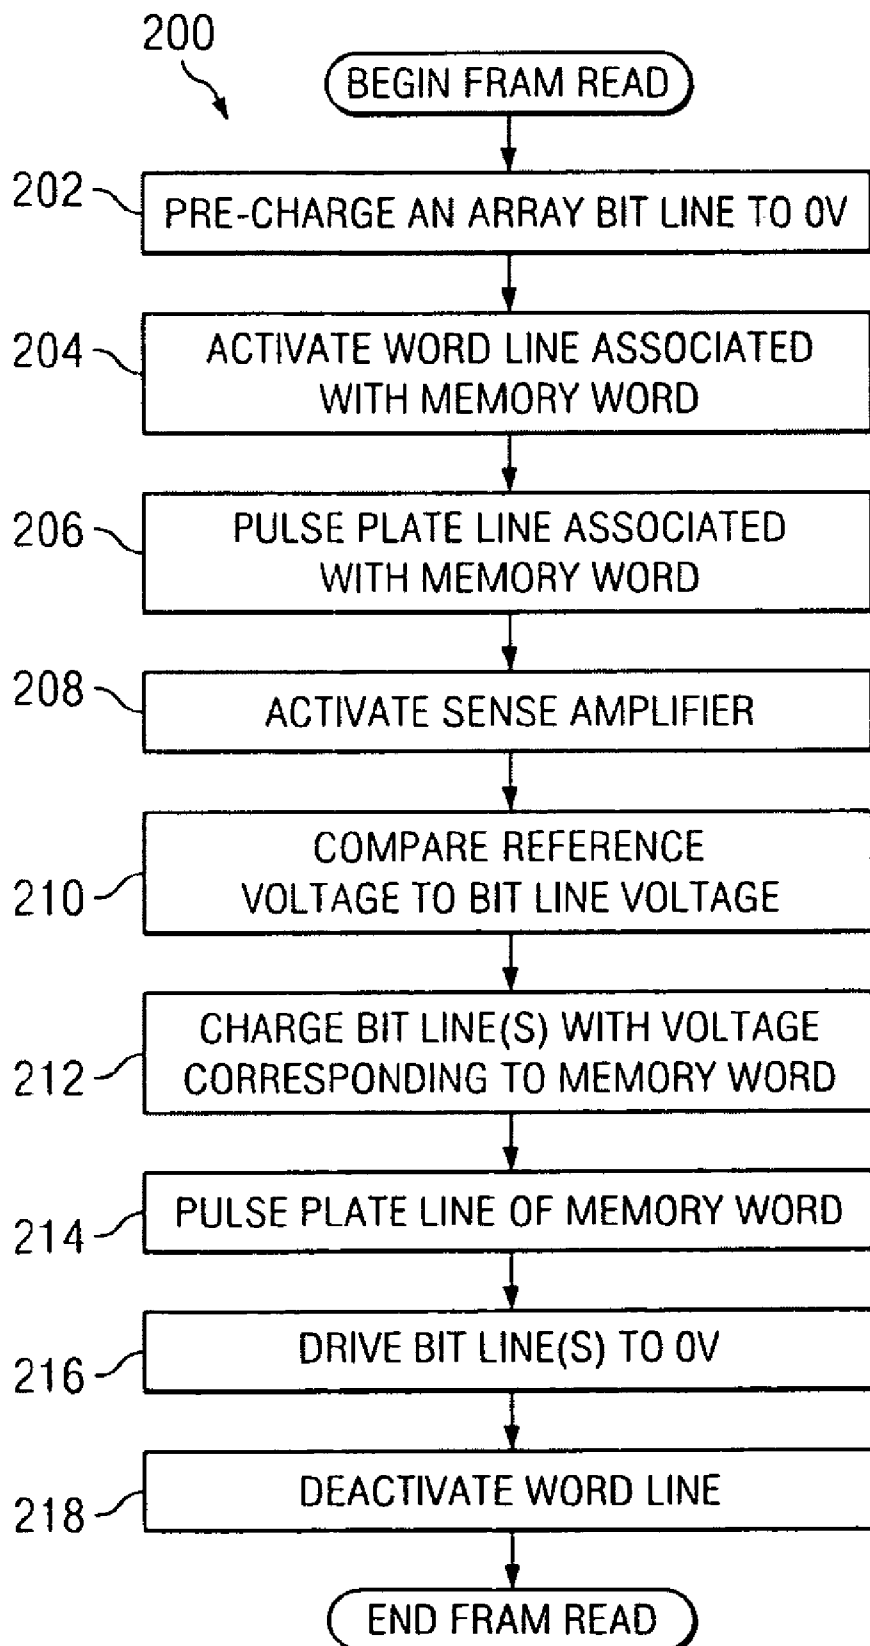 200
BEGIN FRAM READ
202
PRE-CHARGE AN ARRAY BIT LINE TO 0V
204
ACTIVATE WORD LINE ASSOCIATED
WITH MEMORY WORD
206
PULSE PLATE LINE ASSOCIATED
WITH MEMORY WORD
208
ACTIVATE SENSE AMPLIFIER
210
COMPARE REFERENCE
VOLTAGE TO BIT LINE VOLTAGE
212
CHARGE BIT LINE(S) WITH VOLTAGE
CORRESPONDING TO MEMORY WORD
214
PULSE PLATE LINE OF MEMORY WORD
216
DRIVE BIT LINE(S) TO 0V
218
DEACTIVATE WORD LINE
END FRAM READ